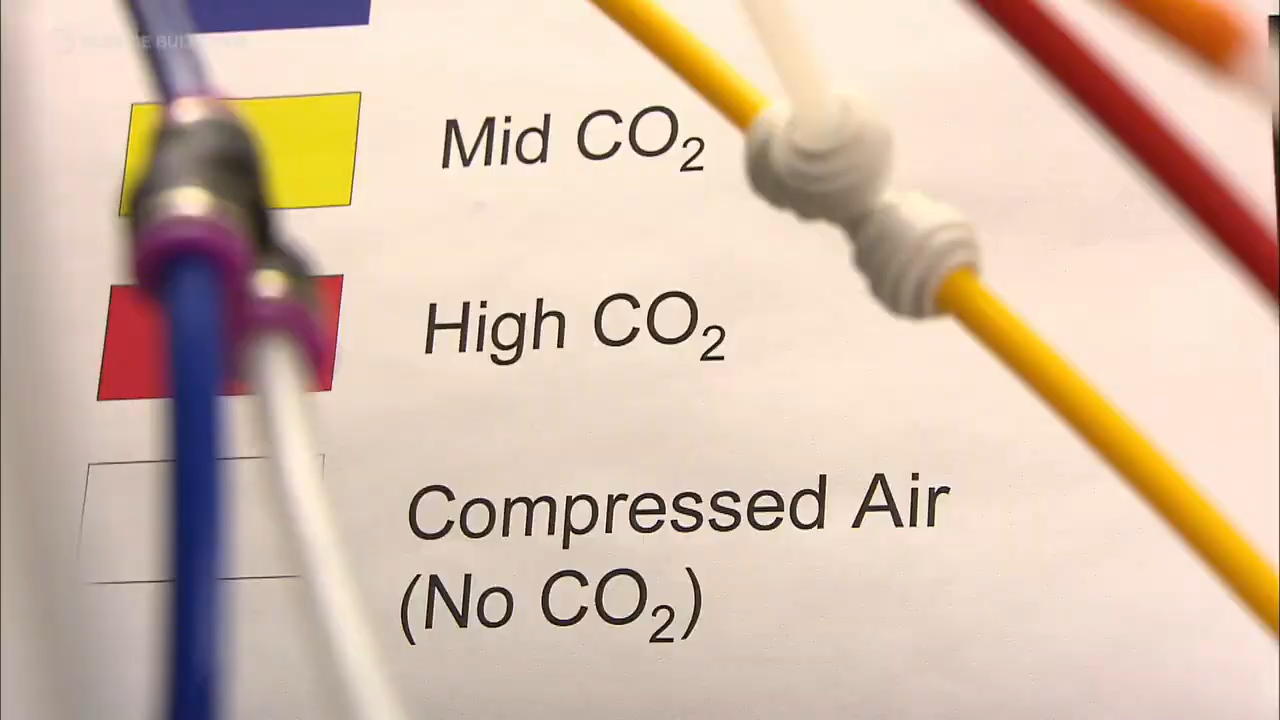 Mid CO₂
High CO₂
Compressed Air
(No CO₂)